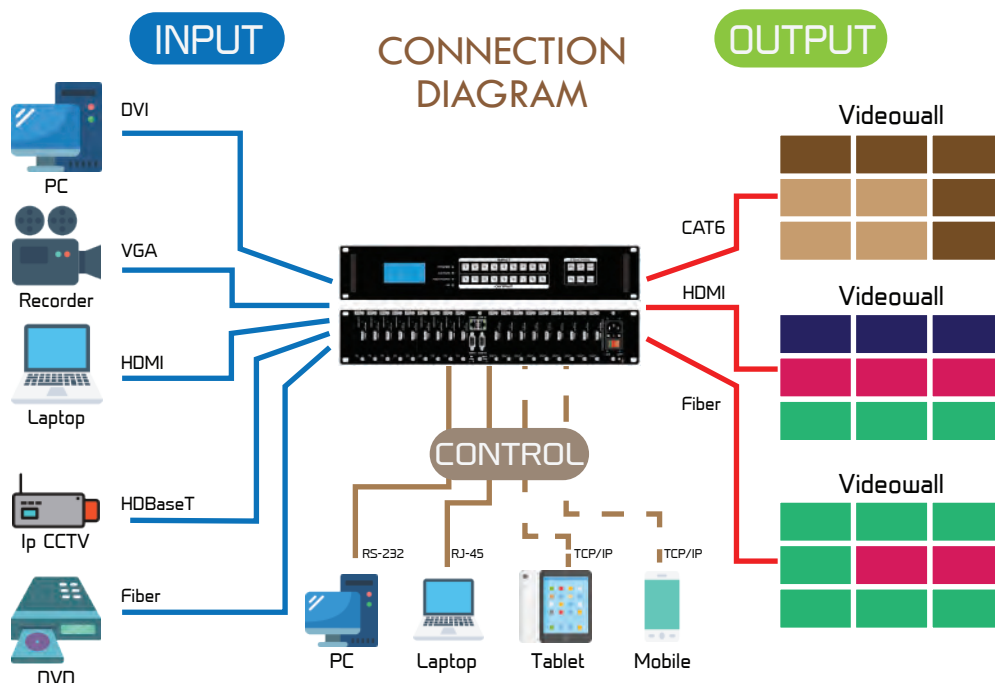 INPUT
CONNECTION
DIAGRAM
OUTPUT
DVI
PC
VGA
Recorder
HDMI
Laptop
HDBaseT
Ip CCTV
Fiber
DVD
CONTROL
RS-232
RJ-45
TCP/IP
TCP/IP
PC
Laptop
Tablet
Mobile
Videowall
CAT6
HDMI
Videowall
Fiber
Videowall